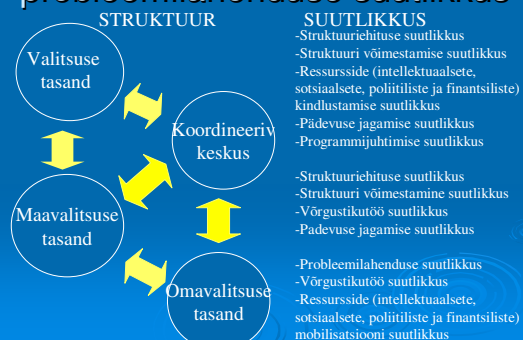 probleemilahenduse suutlikkus
STRUKTUUR
SUUTLIKKUS
Valitsuse
tasand
Koordineeriv
keskus
Maavalitsuse
tasand
Omavalitsuse
tasand
-Struktuuriehituse suutlikkus
-Struktuuri võimestamise suutlikkus
-Ressursside (intellektuaalsete,
sotsiaalsete, poliitiliste ja finantsiliste)
kindlustamise suutlikkus
-Pädevuse jagamise suutlikkus
-Programmijuhtimise suutlikkus
-Struktuuriehituse suutlikkus
-Struktuuri võimestamine suutlikkus
-Võrgustikutöö suutlikkus
-Padevuse jagamise suutlikkus
-Probleemilahenduse suutlikkus
-Võrgustikutöö suutlikkus
-Ressursside (intellektuaalsete,
sotsiaalsete, poliitiliste ja finantsiliste)
mobilisatsiooni suutlikkus